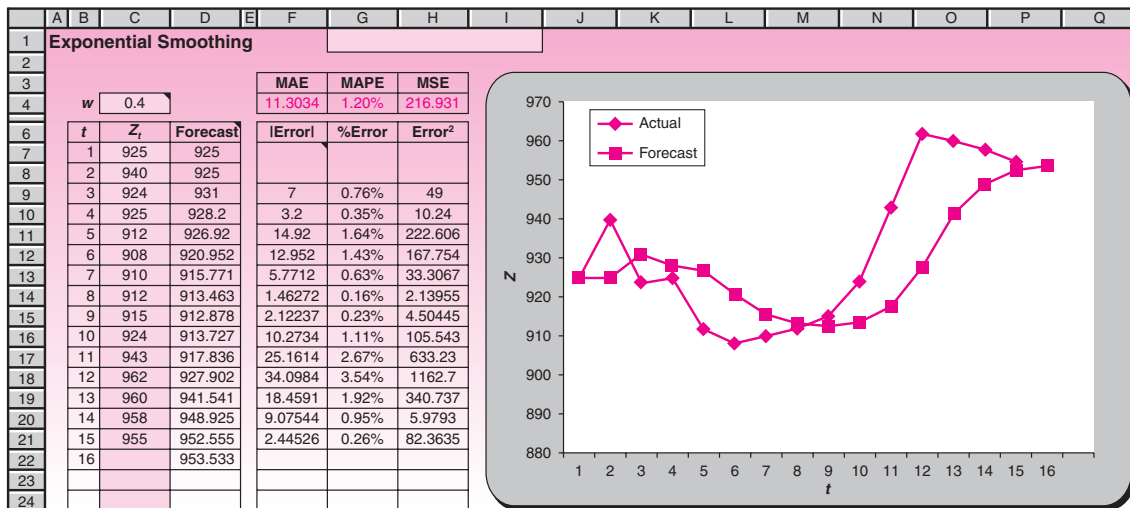 A B C D E F G H I J K L M N O P Q
1 Exponential Smoothing
2
3 MAE MAPE MSE
4 w 0.4 11.3034 1.20% 216.931
6 t Zt Forecast |Error| %Error Error²
7 1 925 925
8 2 940 925
9 3 924 931 7 0.76% 49
10 4 925 928.2 3.2 0.35% 10.24
11 5 912 926.92 14.92 1.64% 222.606
12 6 908 920.952 12.952 1.43% 167.754
13 7 910 915.771 5.7712 0.63% 33.3067
14 8 912 913.463 1.46272 0.16% 2.13955
15 9 915 912.878 2.12237 0.23% 4.50445
16 10 924 913.727 10.2734 1.11% 105.543
17 11 943 917.836 25.1614 2.67% 633.23
18 12 962 927.902 34.0984 3.54% 1162.7
19 13 960 941.541 18.4591 1.92% 340.737
20 14 958 948.925 9.07544 0.95% 5.9793
21 15 955 952.555 2.44526 0.26% 82.3635
22 16 953.533
23
24
970
960
950
940
930
920
910
900
890
880
Z
Actual
Forecast
1 2 3 4 5 6 7 8 9 10 11 12 13 14 15 16
t